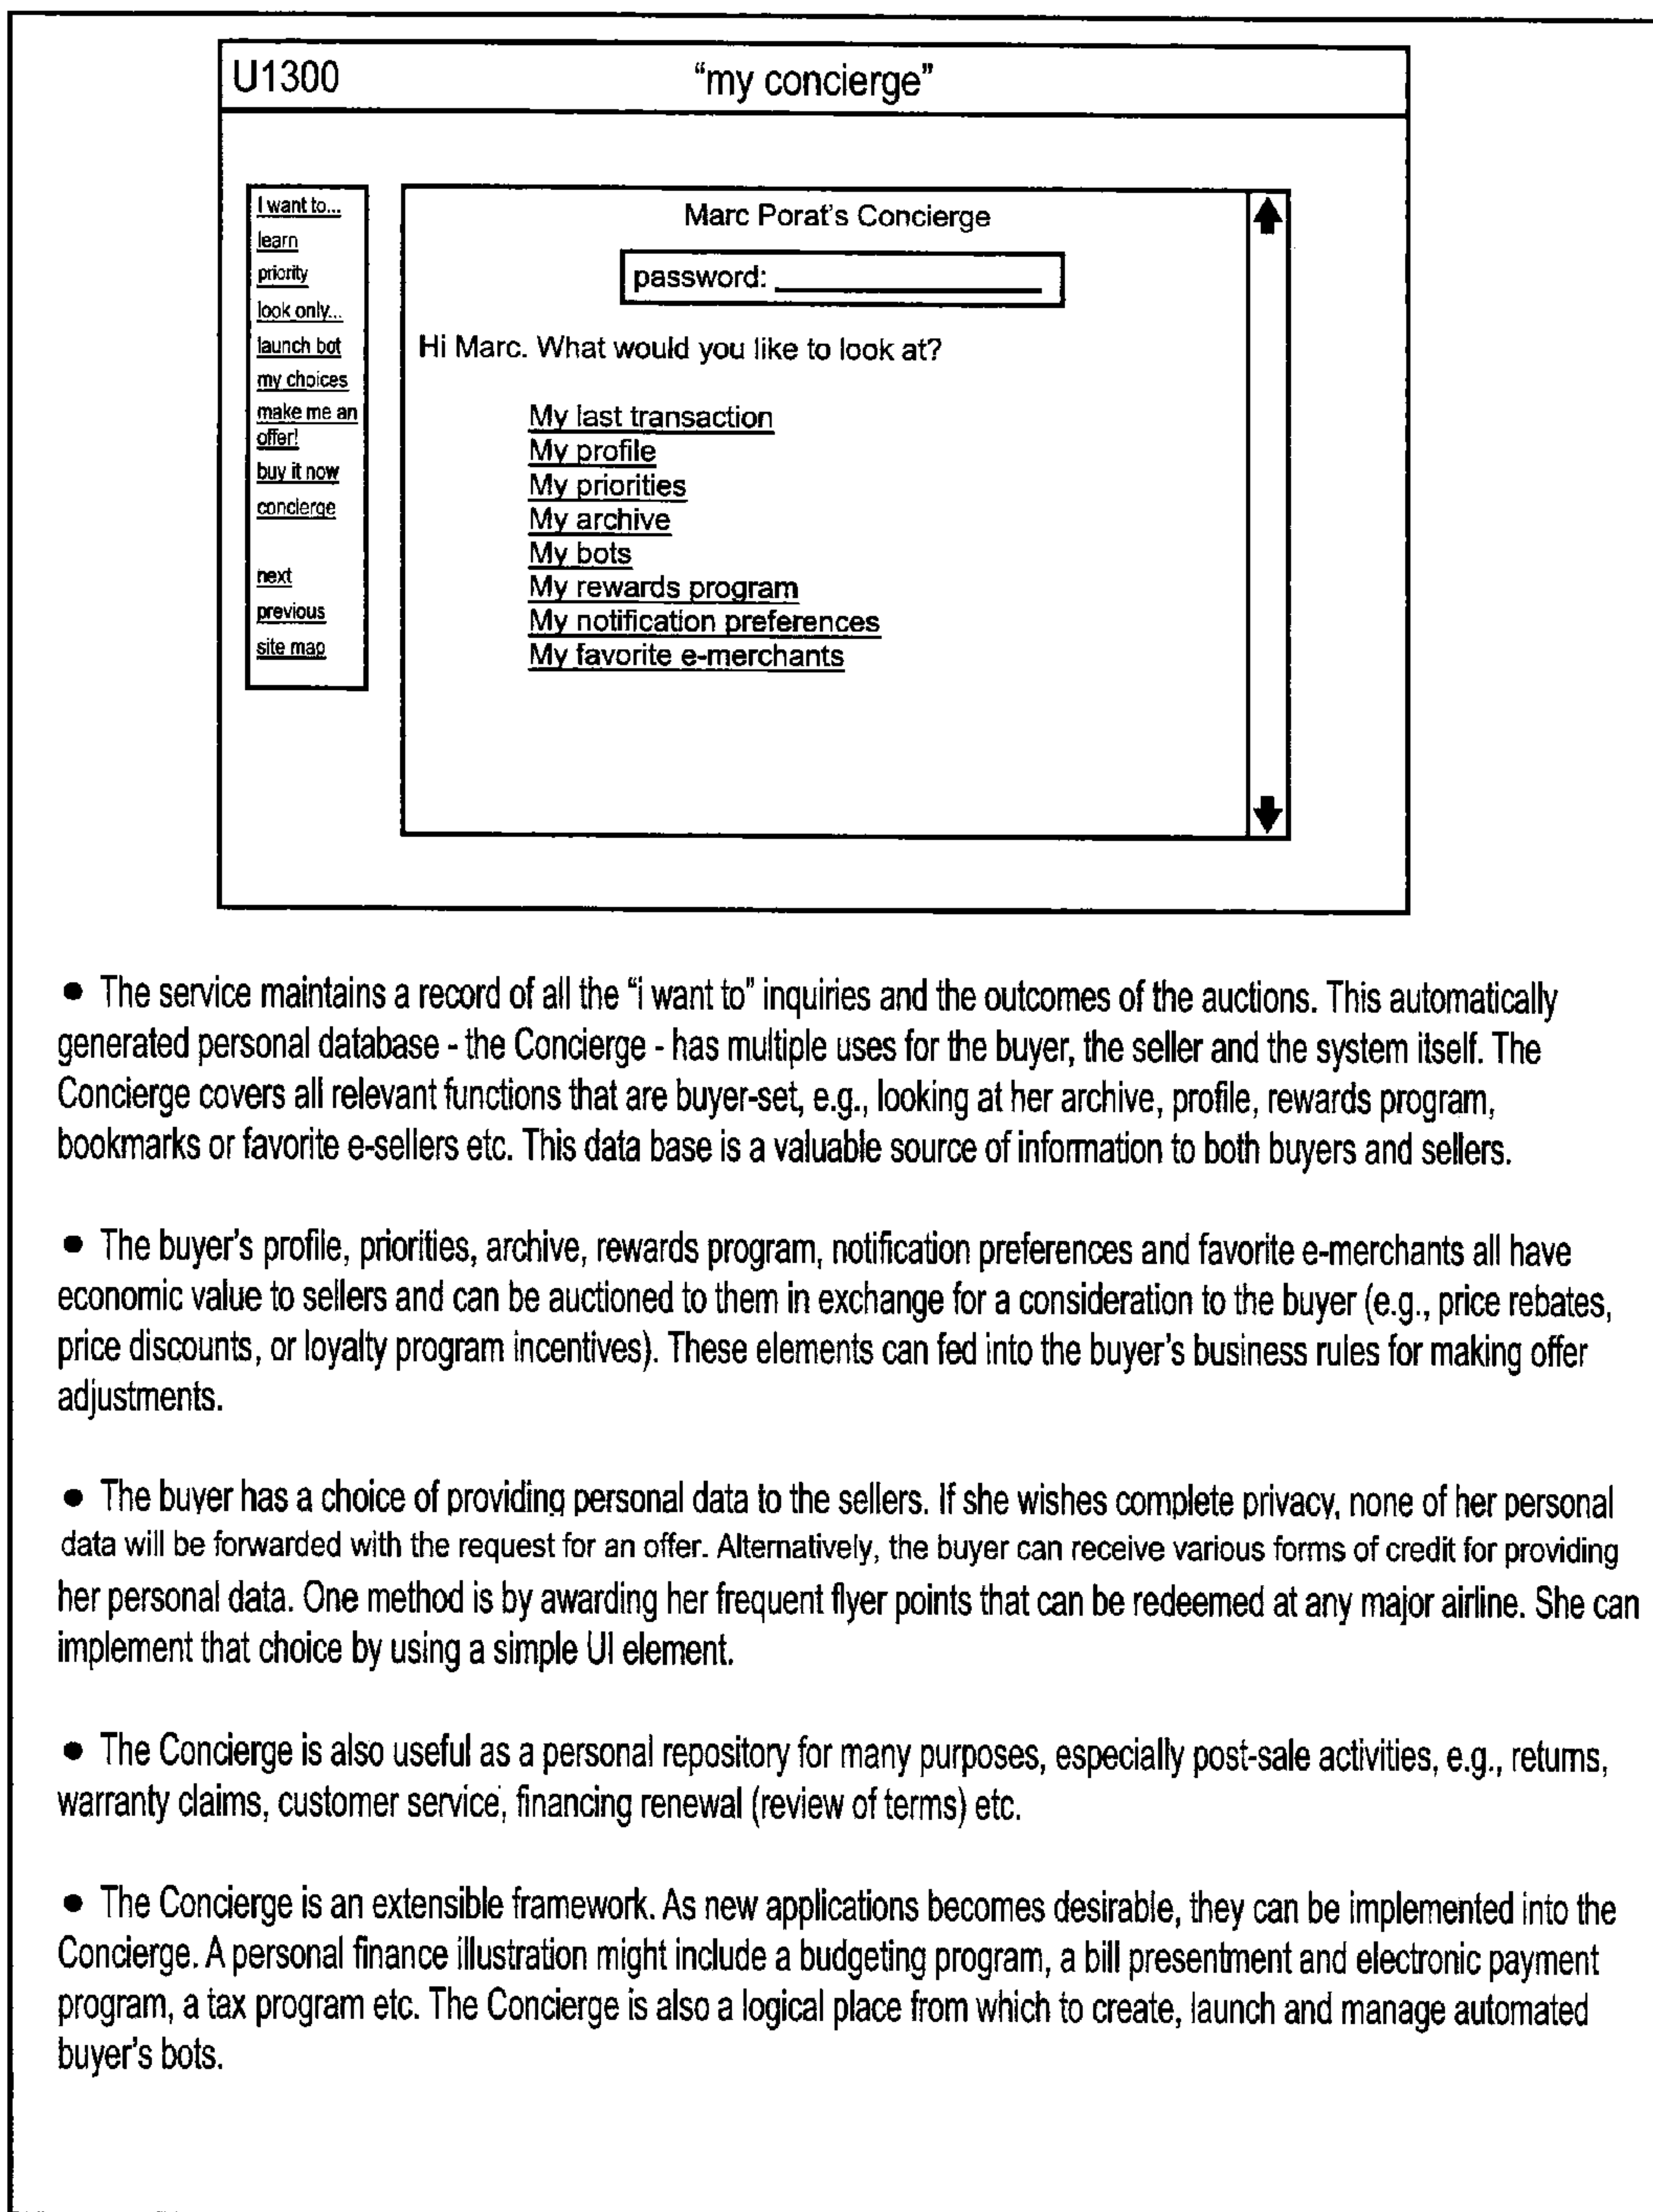 U1300 "my concierge"
I want to...
learn
priority
look only...
launch bot
my choices
make me an
offer!
buy it now
concierge
next
previous
site map
Marc Porat's Concierge
password:
Hi Marc. What would you like to look at?
My last transaction
My profile
My priorities
My archive
My bots
My rewards program
My notification preferences
My favorite e-merchants
● The service maintains a record of all the “i want to” inquiries and the outcomes of the auctions. This automatically
generated personal database - the Concierge - has multiple uses for the buyer, the seller and the system itself. The
Concierge covers all relevant functions that are buyer-set, e.g., looking at her archive, profile, rewards program,
bookmarks or favorite e-sellers etc. This data base is a valuable source of information to both buyers and sellers.
● The buyer's profile, priorities, archive, rewards program, notification preferences and favorite e-merchants all have
economic value to sellers and can be auctioned to them in exchange for a consideration to the buyer (e.g., price rebates,
price discounts, or loyalty program incentives). These elements can fed into the buyer's business rules for making offer
adjustments.
● The buyer has a choice of providing personal data to the sellers. If she wishes complete privacy, none of her personal
data will be forwarded with the request for an offer. Alternatively, the buyer can receive various forms of credit for providing
her personal data. One method is by awarding her frequent flyer points that can be redeemed at any major airline. She can
implement that choice by using a simple UI element.
● The Concierge is also useful as a personal repository for many purposes, especially post-sale activities, e.g., returns,
warranty claims, customer service, financing renewal (review of terms) etc.
● The Concierge is an extensible framework. As new applications becomes desirable, they can be implemented into the
Concierge. A personal finance illustration might include a budgeting program, a bill presentment and electronic payment
program, a tax program etc. The Concierge is also a logical place from which to create, launch and manage automated
buyer's bots.